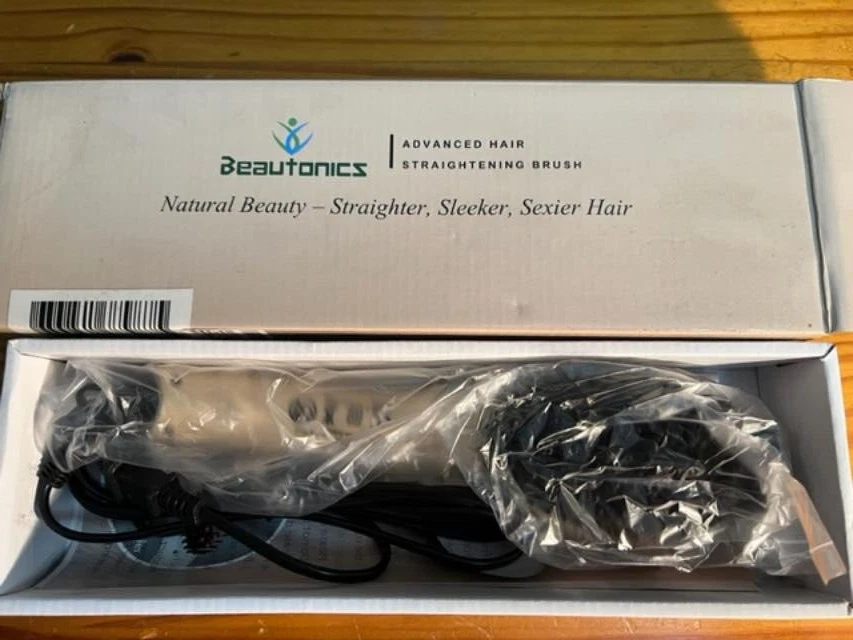 Beautonics
ADVANCED HAIR
STRAIGHTENING BRUSH
Natural Beauty – Straighter, Sleeker, Sexier Hair